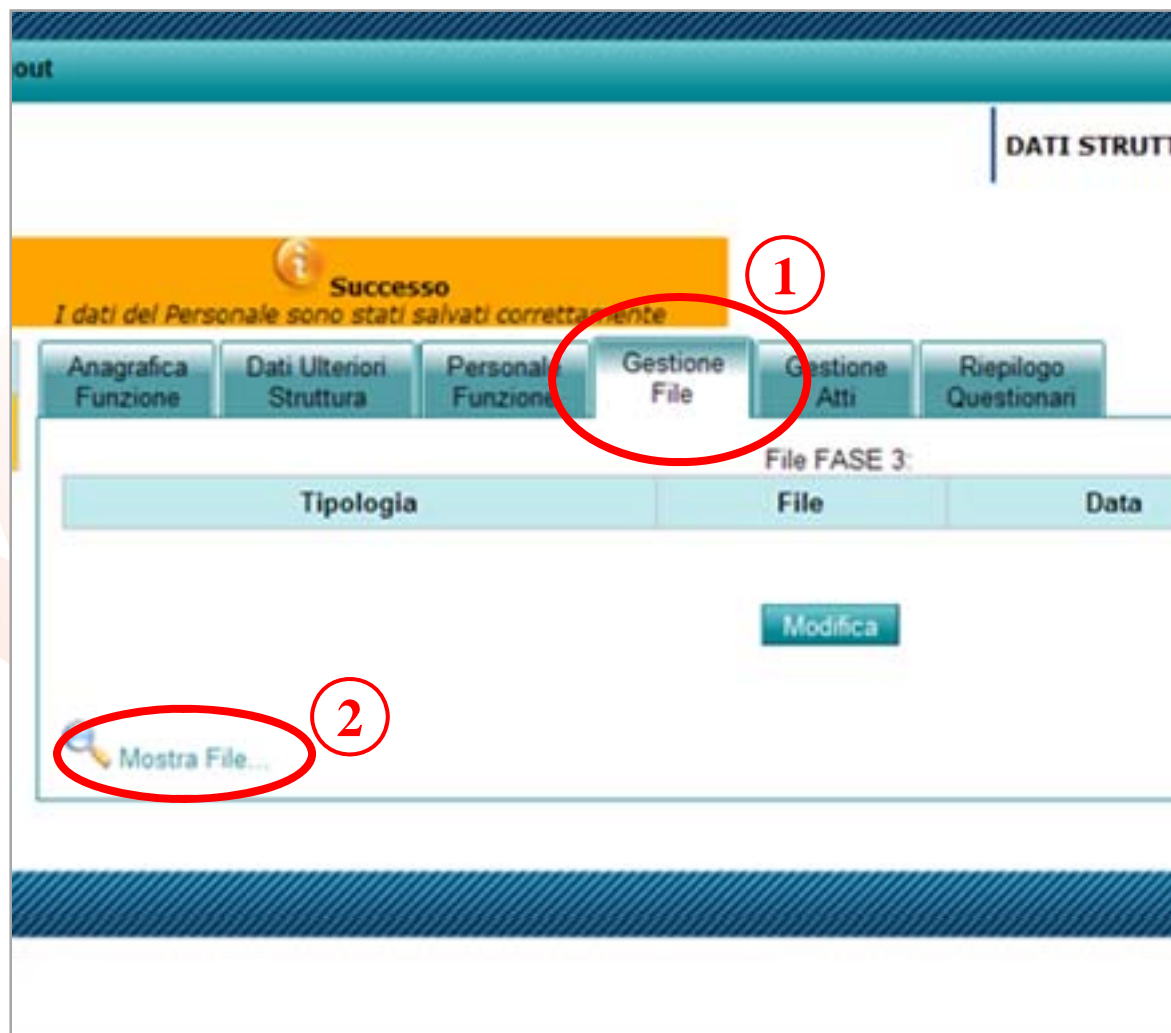 out
DATI STRUTT
Successo
I dati del Personale sono stati salvati correttamente
1
Anagrafica Funzione
Dati Ulteriori Struttura
Personale Funzione
Gestione File
Gestione Atti
Riepilogo Questionari
File FASE 3:
Tipologia File Data
Modifica
2
Mostra File...